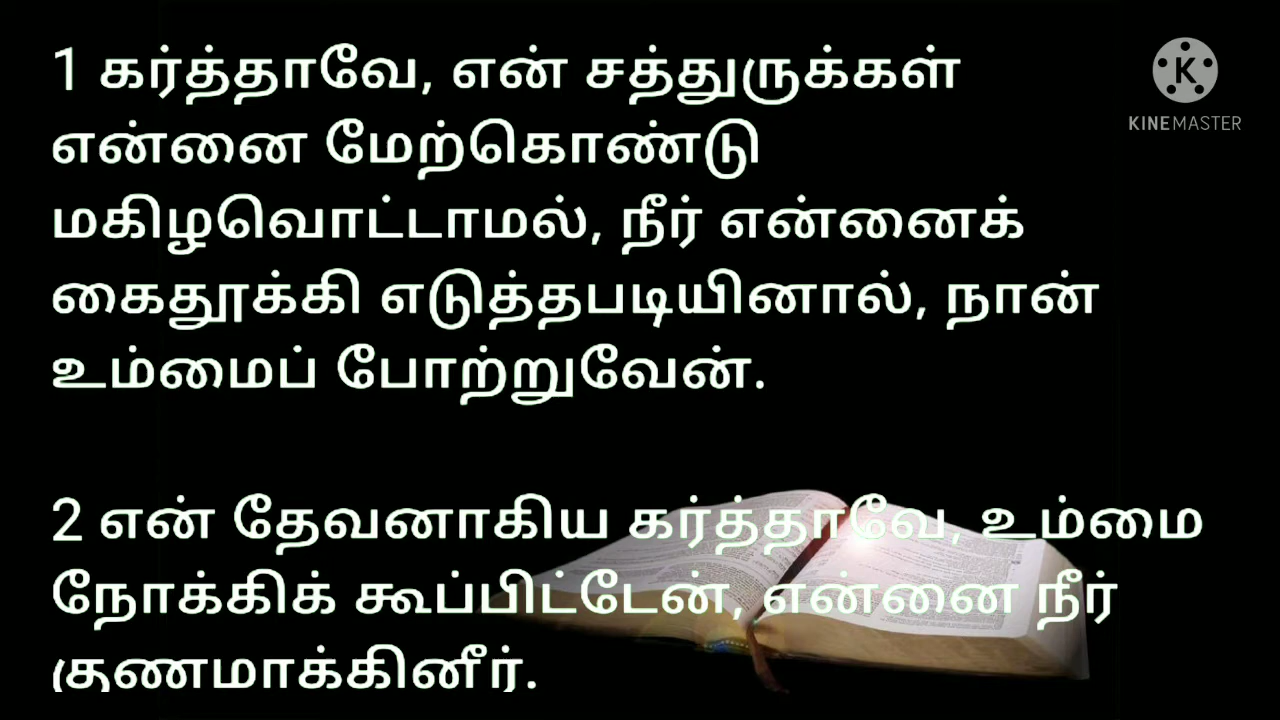 1 கர்த்தாவே, என் சத்துருக்கள்
என்னை மேற்கொண்டு
மகிழவொட்டாமல், நீர் என்னைக்
கைதூக்கி எடுத்தபடியினால், நான்
உம்மைப் போற்றுவேன்.
2 என் தேவனாகிய கர்த்தாவே, உம்மை
நோக்கிக் கூப்பிட்டேன், என்னை நீர்
குணமாக்கினீர்.
K
KINEMASTER